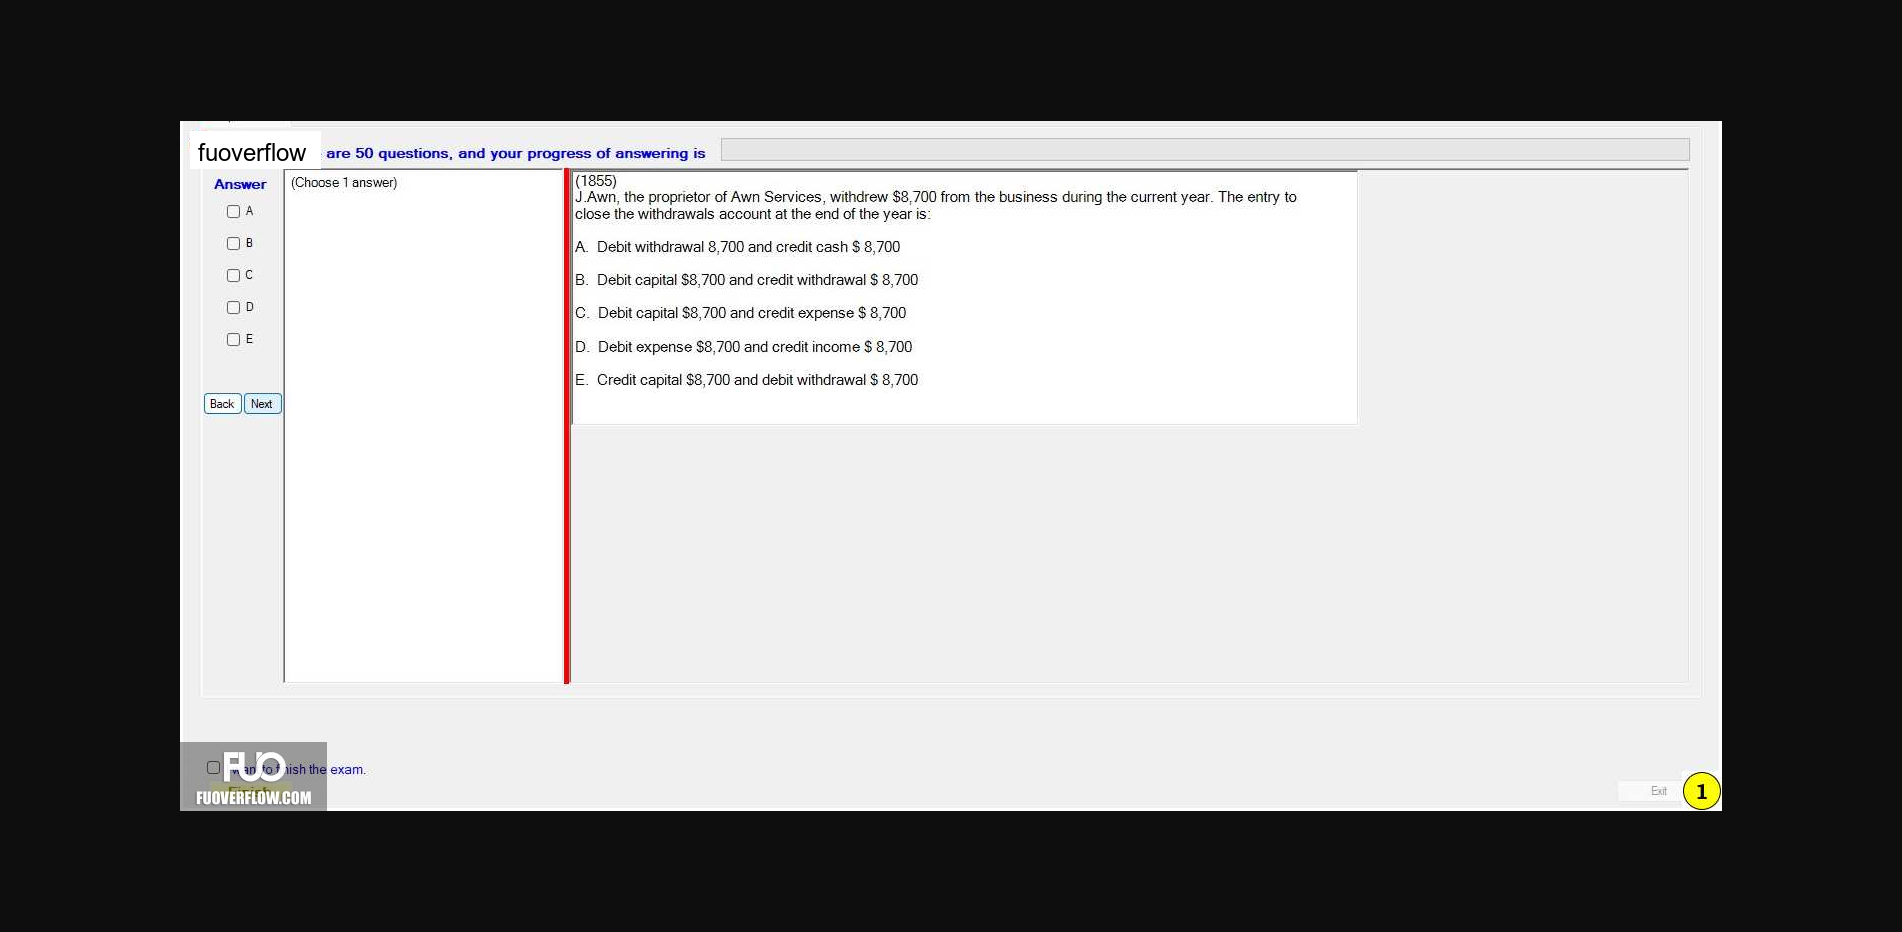 fuoverflow are 50 questions, and your progress of answering is
Answer
(Choose 1 answer)
A
B
C
D
E
Back Next
(1855)
J.Awn, the proprietor of Awn Services, withdrew $8,700 from the business during the current year. The entry to
close the withdrawals account at the end of the year is:
A. Debit withdrawal 8,700 and credit cash $ 8,700
B. Debit capital $8,700 and credit withdrawal $ 8,700
C. Debit capital $8,700 and credit expense $ 8,700
D. Debit expense $8,700 and credit income $ 8,700
E. Credit capital $8,700 and debit withdrawal $ 8,700
FUO
want to finish the exam.
Finish
FUOVERFLOW.COM
Exit
1